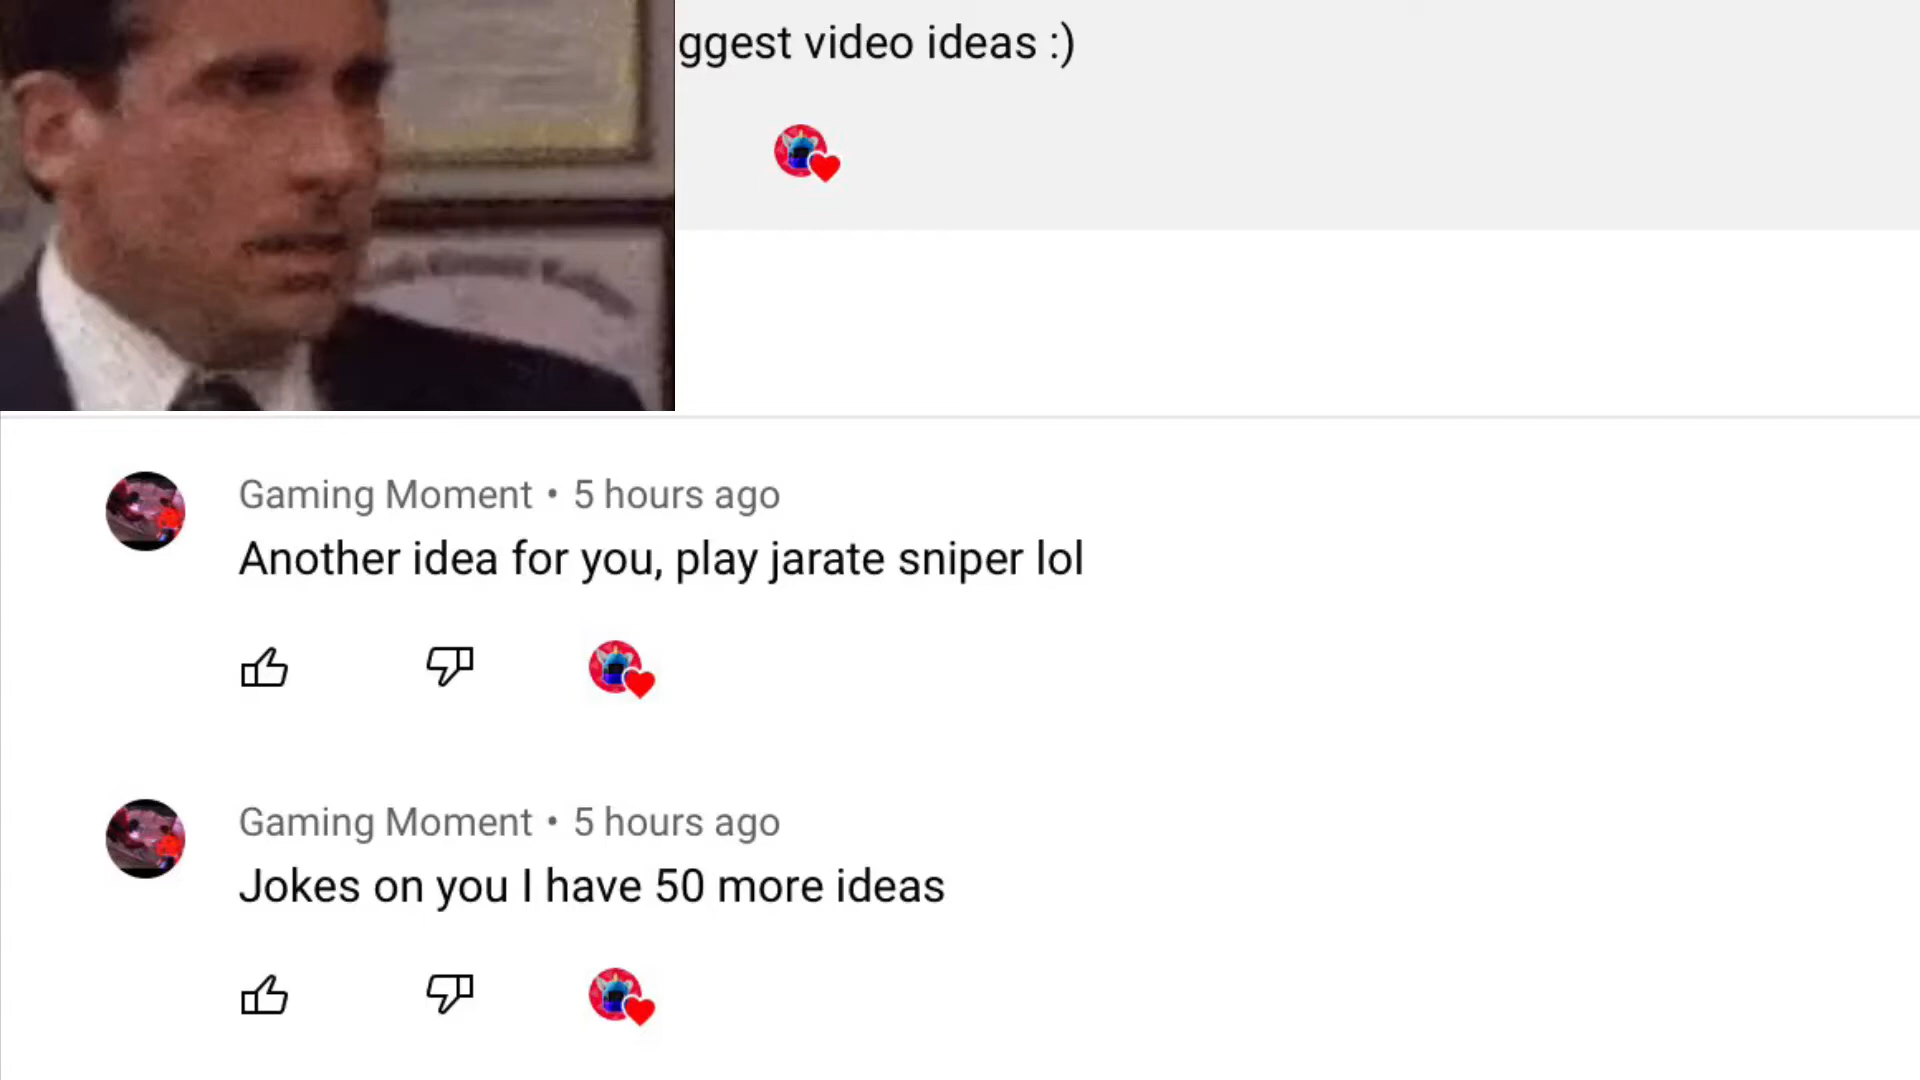 ggest video ideas :)
Gaming Moment • 5 hours ago
Another idea for you, play jarate sniper lol
Gaming Moment • 5 hours ago
Jokes on you I have 50 more ideas